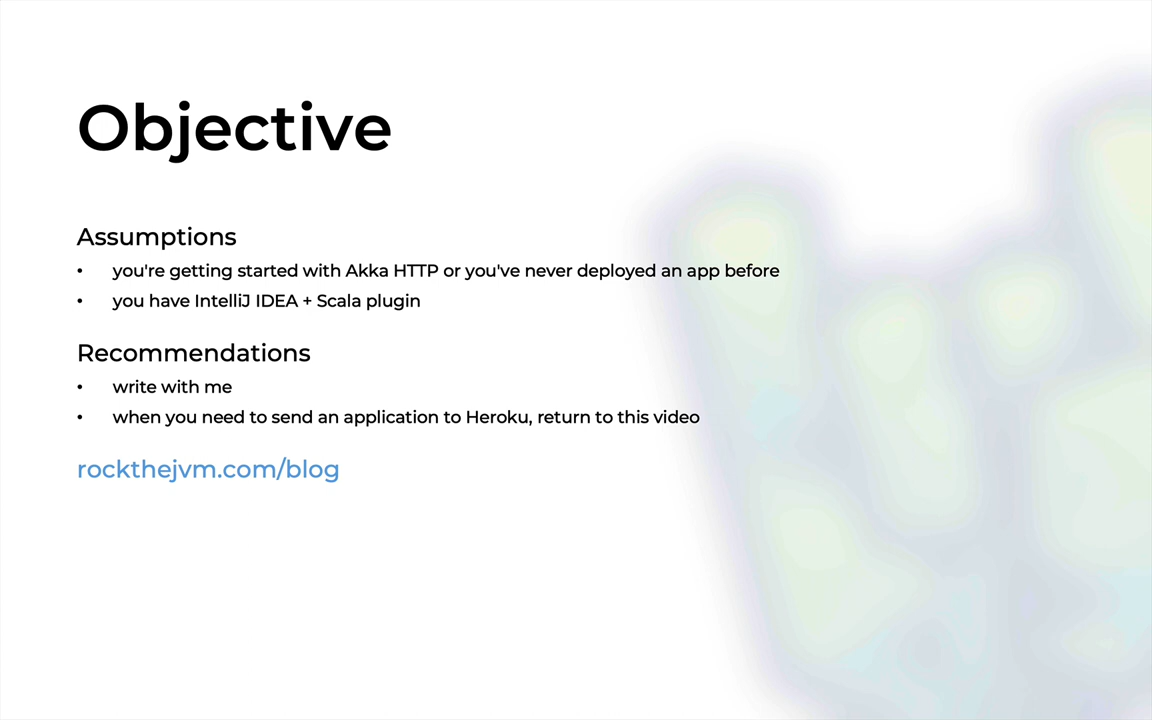 Objective
Assumptions
• you're getting started with Akka HTTP or you've never deployed an app before
• you have IntelliJ IDEA + Scala plugin
Recommendations
• write with me
• when you need to send an application to Heroku, return to this video
rockthejvm.com/blog